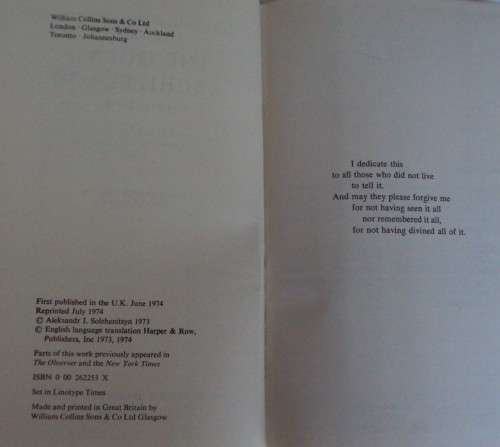 William Collins Sons & Co Ltd
London · Glasgow · Sydney · Auckland
Toronto · Johannesburg
First published in the U.K. June 1974
Reprinted July 1974
© Aleksandr I. Solzhenitsyn 1973
© English language translation Harper & Row,
Publishers, Inc 1973, 1974
Parts of this work previously appeared in
The Observer and the New York Times
ISBN 0 00 262253 X
Set in Linotype Times
Made and printed in Great Britain by
William Collins Sons & Co Ltd Glasgow
I dedicate this
to all those who did not live
to tell it.
And may they please forgive me
for not having seen it all
nor remembered it all,
for not having divined all of it.